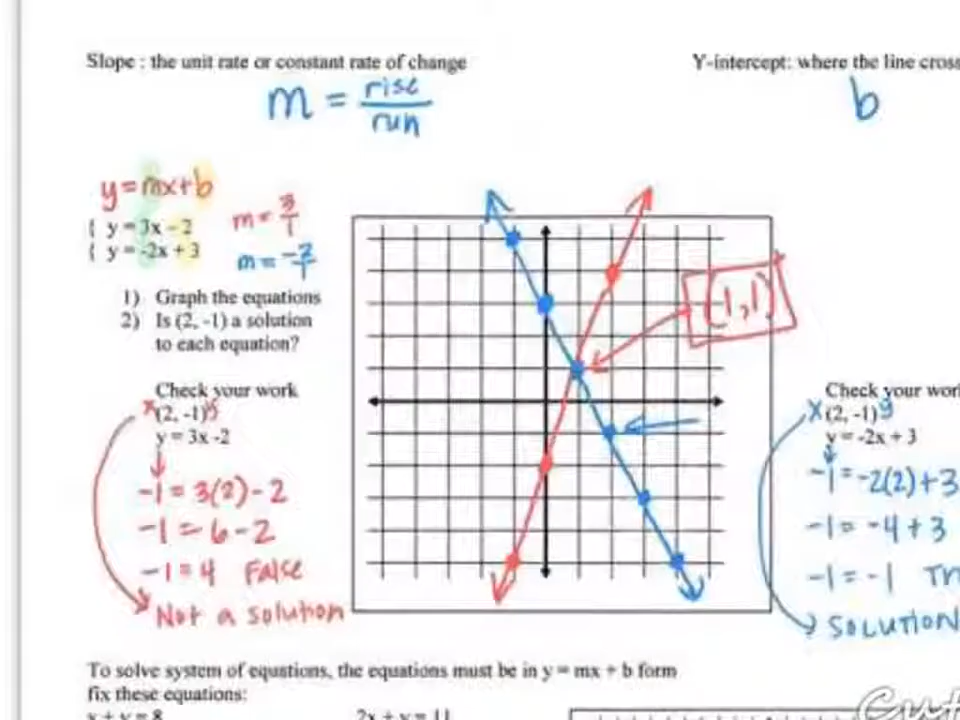 Slope : the unit rate or constant rate of change
Y-intercept: where the line cross
m = rise/run
b
y = mx + b
y = 3x - 2
m = 3/1
y = -2x + 3
m = -2/1
1) Graph the equations
2) Is (2, -1) a solution
to each equation?
(1,1)
Check your work
x (2, -1)
y = 3x -2
-1 = 3(2) - 2
-1 = 6 - 2
-1 = 4 False
Not a solution
Check your wor
x (2, -1) y
y = -2x + 3
-1 = -2(2) + 3
-1 = -4 + 3
-1 = -1
SOLUTION
To solve system of equations, the equations must be in y = mx + b form
fix these equations:
x + y = 8
2x + y = 11